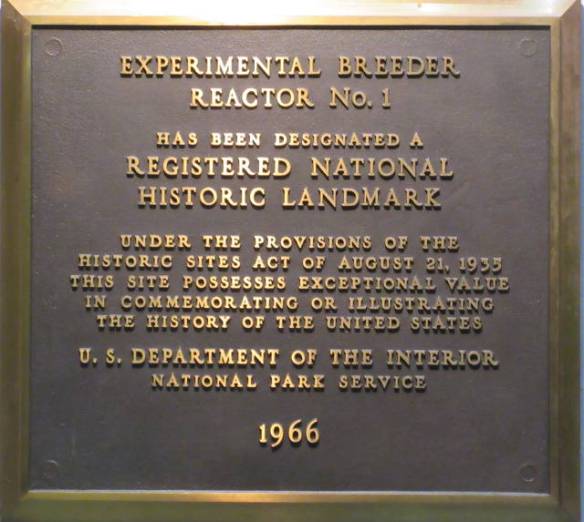 EXPERIMENTAL BREEDER
REACTOR No. 1
HAS BEEN DESIGNATED A
REGISTERED NATIONAL
HISTORIC LANDMARK
UNDER THE PROVISIONS OF THE
HISTORIC SITES ACT OF AUGUST 21, 1935
THIS SITE POSSESSES EXCEPTIONAL VALUE
IN COMMEMORATING OR ILLUSTRATING
THE HISTORY OF THE UNITED STATES
U. S. DEPARTMENT OF THE INTERIOR
NATIONAL PARK SERVICE
1966